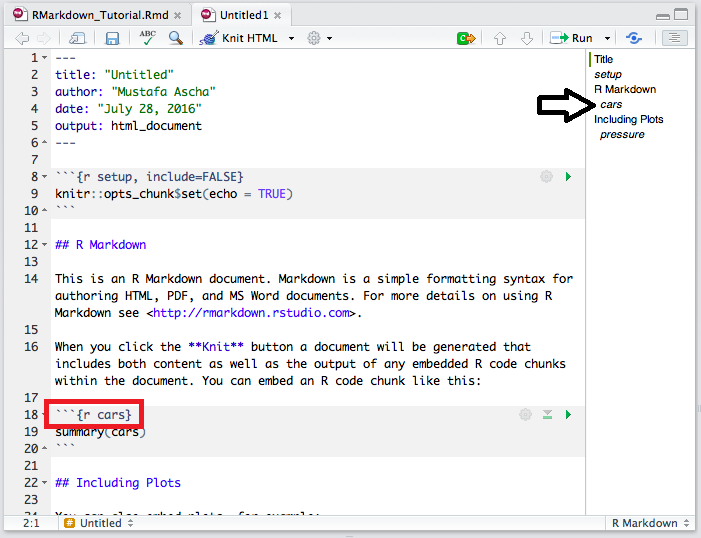 RMarkdown_Tutorial.Rmd × Untitled1 ×
ABC Knit HTML C Run
1 ---
2 title: "Untitled"
3 author: "Mustafa Ascha"
4 date: "July 28, 2016"
5 output: html_document
6 ---
7
8 ```{r setup, include=FALSE}
9 knitr::opts_chunk$set(echo = TRUE)
10 ```
11
12 ## R Markdown
13
14 This is an R Markdown document. Markdown is a simple formatting syntax for
authoring HTML, PDF, and MS Word documents. For more details on using R
Markdown see <http://rmarkdown.rstudio.com>.
15
16 When you click the **Knit** button a document will be generated that
includes both content as well as the output of any embedded R code chunks
within the document. You can embed an R code chunk like this:
17
18 ```{r cars}
19 summary(cars)
20 ```
21
22 ## Including Plots
23
Title
setup
R Markdown
cars
Including Plots
pressure
2:1 # Untitled R Markdown